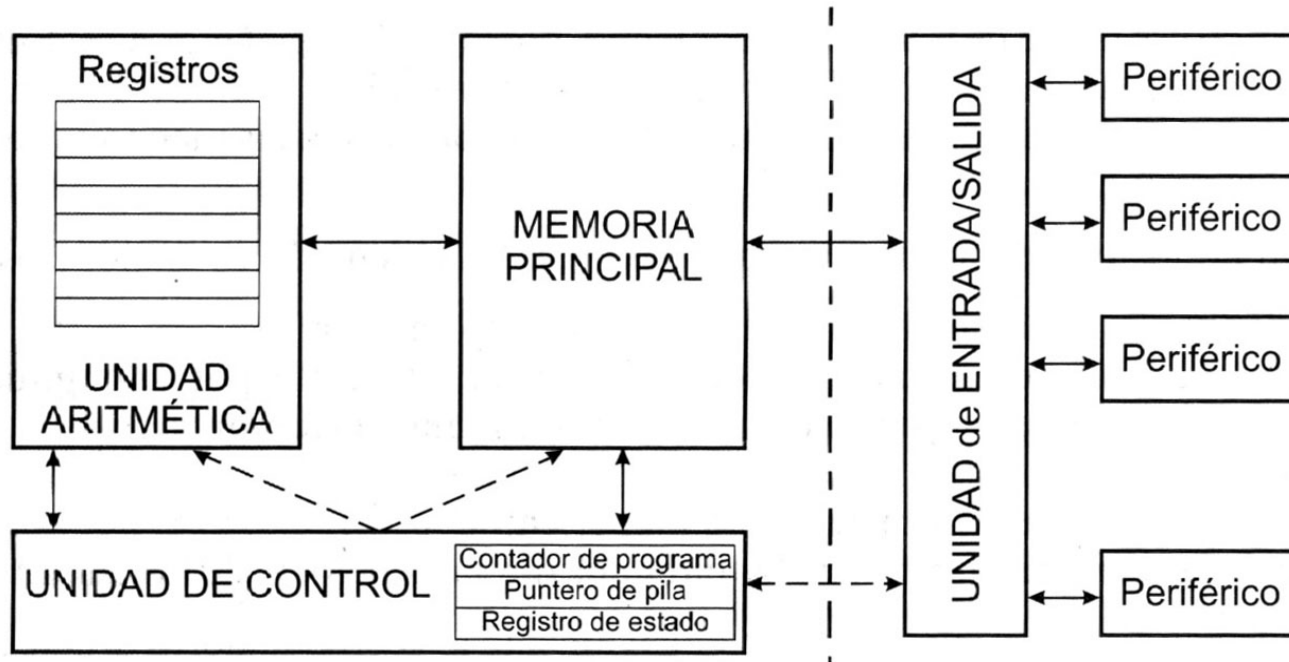 Registros
UNIDAD
ARITMÉTICA
MEMORIA
PRINCIPAL
UNIDAD DE CONTROL
Contador de programa
Puntero de pila
Registro de estado
UNIDAD de ENTRADA/SALIDA
Periférico
Periférico
Periférico
Periférico